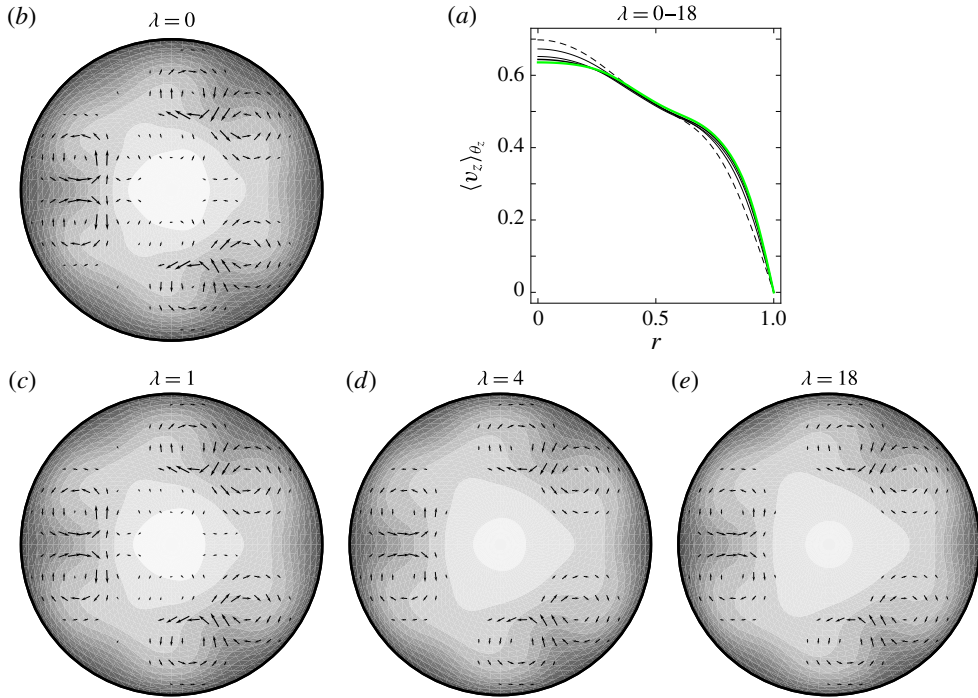 (b)
λ = 0
(a)
λ = 0–18
0.6
0.4
0.2
0
⟨v_z⟩_θ_z
0
0.5
1.0
r
(c)
λ = 1
(d)
λ = 4
(e)
λ = 18